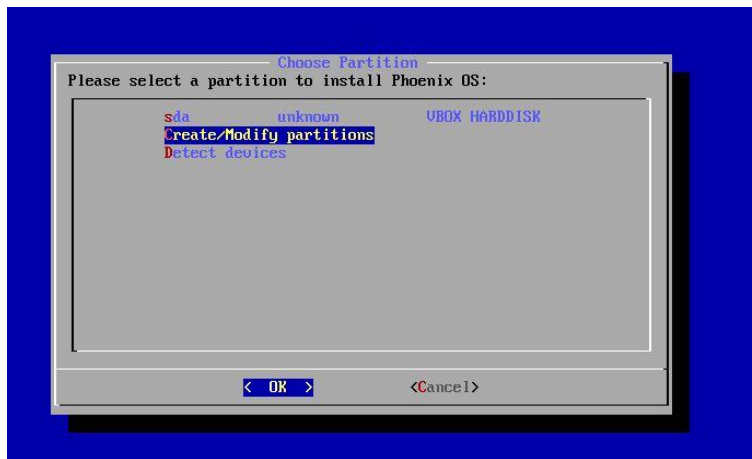 Choose Partition
Please select a partition to install Phoenix OS:
sda unknown VBOX HARDDISK
Create/Modify partitions
Detect devices
< OK > <Cancel>